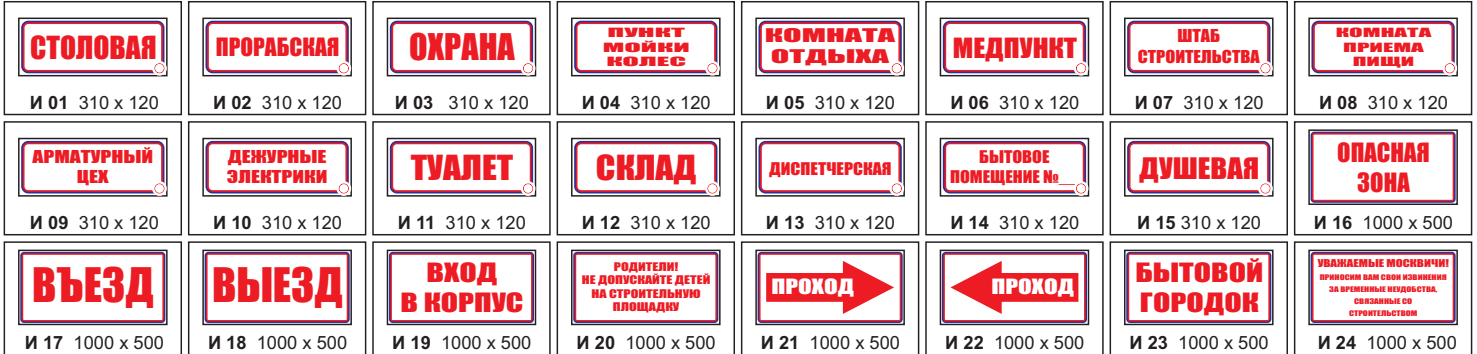 СТОЛОВАЯ
И 01 310 x 120
ПРОРАБСКАЯ
И 02 310 x 120
ОХРАНА
И 03 310 x 120
ПУНКТ
МОЙКИ
КОЛЕС
И 04 310 x 120
КОМНАТА
ОТДЫХА
И 05 310 x 120
МЕДПУНКТ
И 06 310 x 120
ШТАБ
СТРОИТЕЛЬСТВА
И 07 310 x 120
КОМНАТА
ПРИЕМА
ПИЩИ
И 08 310 x 120
АРМАТУРНЫЙ
ЦЕХ
И 09 310 x 120
ДЕЖУРНЫЕ
ЭЛЕКТРИКИ
И 10 310 x 120
ТУАЛЕТ
И 11 310 x 120
СКЛАД
И 12 310 x 120
ДИСПЕТЧЕРСКАЯ
И 13 310 x 120
БЫТОВОЕ
ПОМЕЩЕНИЕ №__
И 14 310 x 120
ДУШЕВАЯ
И 15 310 x 120
ОПАСНАЯ
ЗОНА
И 16 1000 x 500
ВЪЕЗД
И 17 1000 x 500
ВЫЕЗД
И 18 1000 x 500
ВХОД
В КОРПУС
И 19 1000 x 500
РОДИТЕЛИ!
НЕ ДОПУСКАЙТЕ ДЕТЕЙ
НА СТРОИТЕЛЬНУЮ
ПЛОЩАДКУ
И 20 1000 x 500
ПРОХОД
И 21 1000 x 500
ПРОХОД
И 22 1000 x 500
БЫТОВОЙ
ГОРОДОК
И 23 1000 x 500
УВАЖАЕМЫЕ МОСКВИЧИ!
ПРИНОСИМ ВАМ СВОИ ИЗВИНЕНИЯ
ЗА ВРЕМЕННЫЕ НЕУДОБСТВА,
СВЯЗАННЫЕ СО
СТРОИТЕЛЬСТВОМ
И 24 1000 x 500